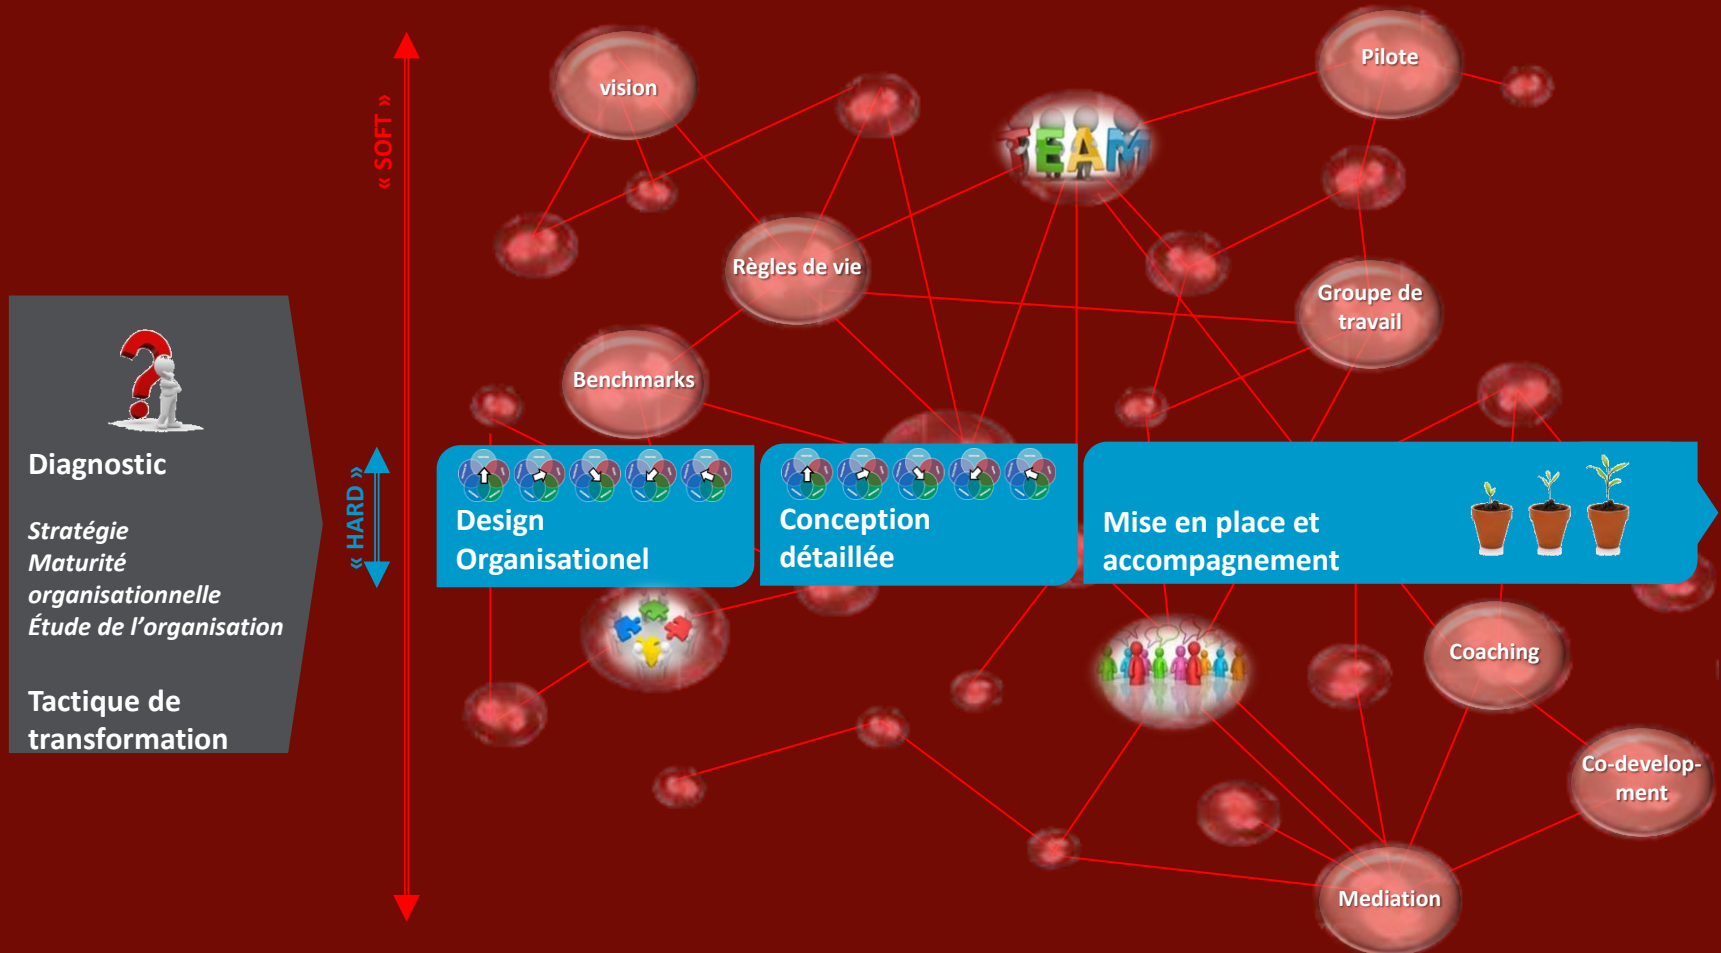 Diagnostic
Stratégie
Maturité
organisationnelle
Étude de l'organisation
Tactique de
transformation
« SOFT »
« HARD »
vision
Pilote
TEAM
Règles de vie
Groupe de
travail
Benchmarks
Design
Organisationel
Conception
détaillée
Mise en place et
accompagnement
Coaching
Co-develop-
ment
Mediation